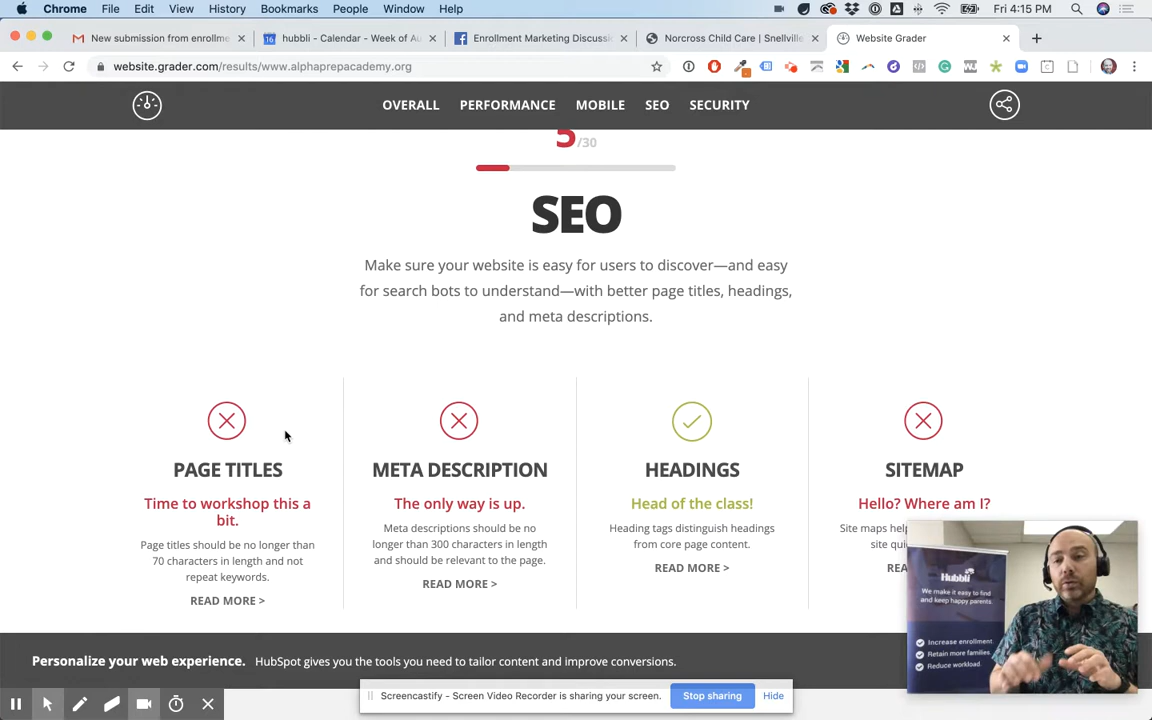 Chrome File Edit View History Bookmarks People Window Help Fri 4:15 PM
New submission from enrollme
hubbli - Calendar - Week of Au
Enrollment Marketing Discussi
Norcross Child Care | Snellville
Website Grader
website.grader.com/results/www.alphaprepacademy.org
OVERALL PERFORMANCE MOBILE SEO SECURITY
5/30
SEO
Make sure your website is easy for users to discover—and easy
for search bots to understand—with better page titles, headings,
and meta descriptions.
PAGE TITLES
Time to workshop this a
bit.
Page titles should be no longer than
70 characters in length and not
repeat keywords.
READ MORE >
META DESCRIPTION
The only way is up.
Meta descriptions should be no
longer than 300 characters in length
and should be relevant to the page.
READ MORE >
HEADINGS
Head of the class!
Heading tags distinguish headings
from core page content.
READ MORE >
SITEMAP
Hello? Where am I?
Site maps help
site qui
REA
Hubbli
We make it easy to find
and keep happy parents.
Increase enrollment.
Retain more families.
Reduce workload.
Personalize your web experience. HubSpot gives you the tools you need to tailor content and improve conversions.
Screencastify - Screen Video Recorder is sharing your screen. Stop sharing Hide